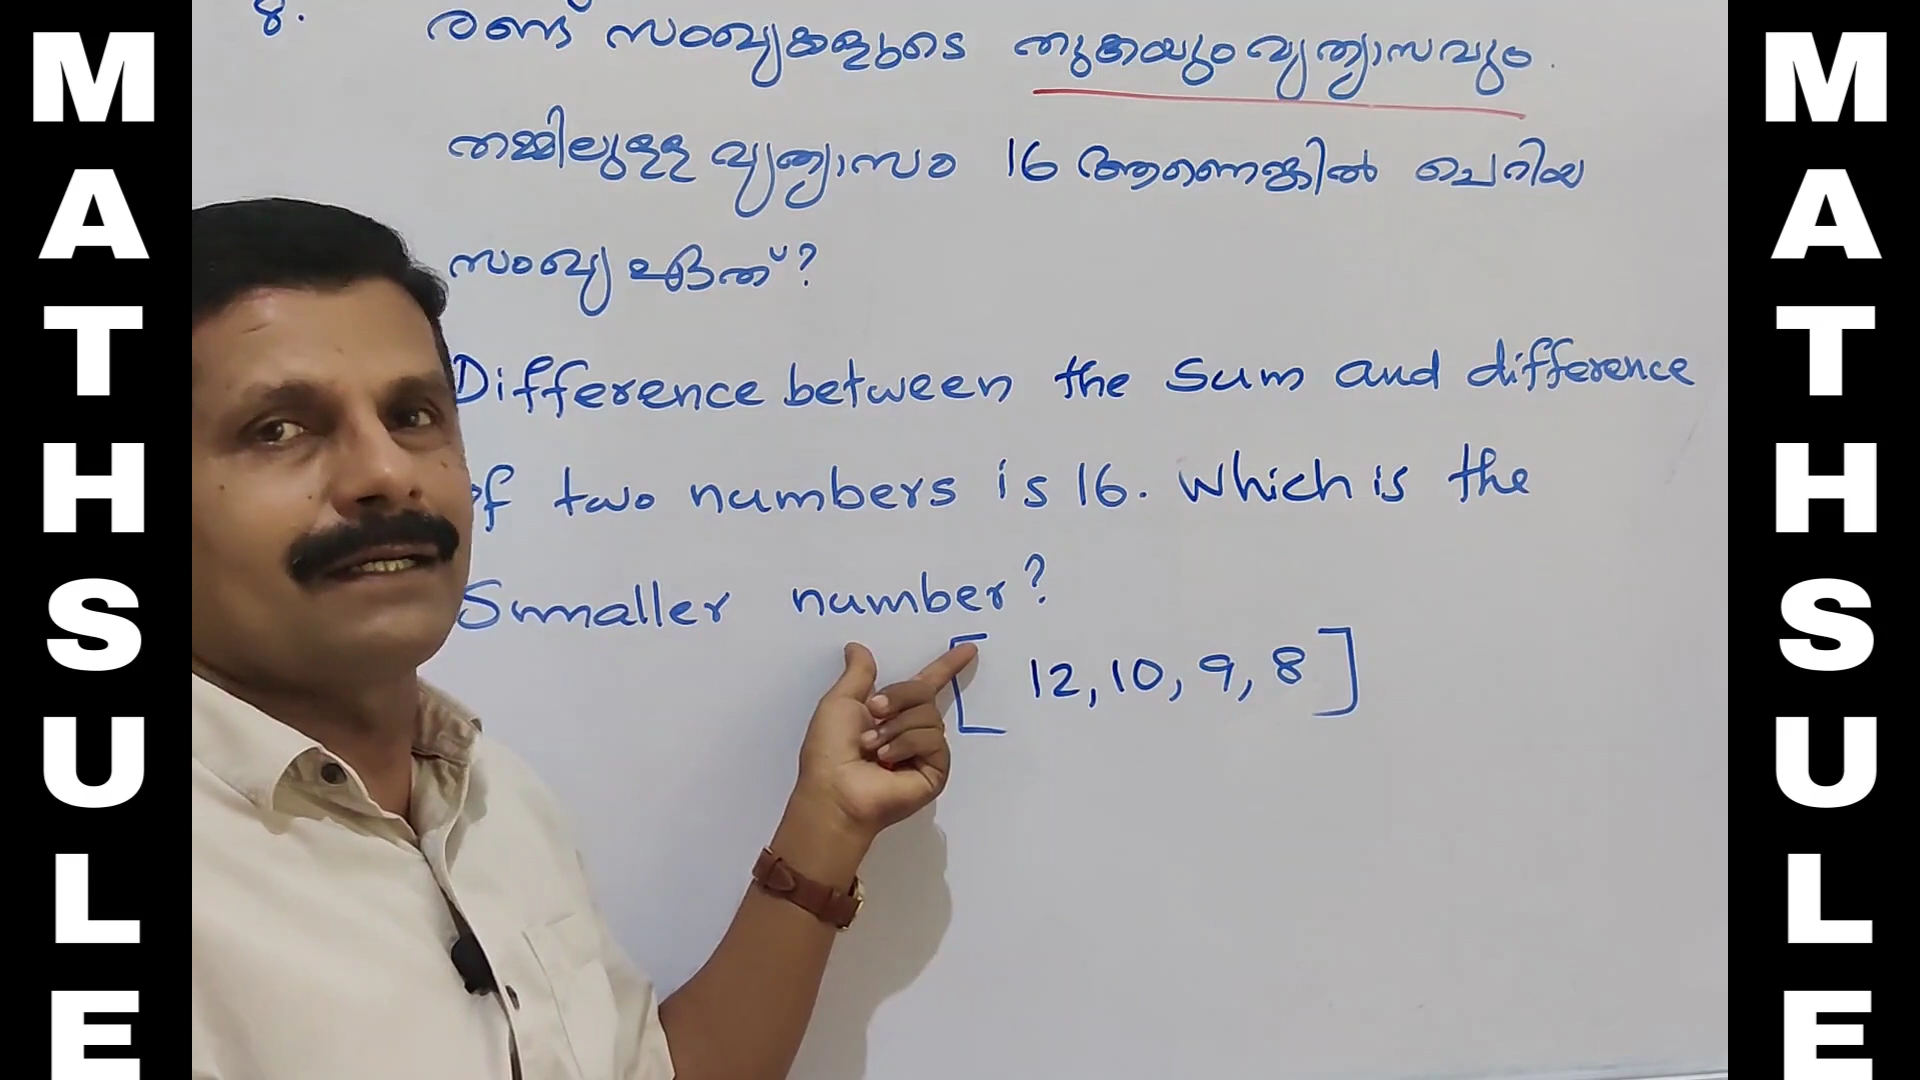 8. രണ്ട് സംഖ്യകളുടെ തുകയും വ്യത്യാസവും
തമ്മിലുള്ള വ്യത്യാസം 16 ആണെങ്കിൽ ചെറിയ
സംഖ്യ ഏത്?
Difference between the sum and difference
of two numbers is 16. Which is the
Smaller number?
[12, 10, 9, 8]
MATHSULE
MATHSULE